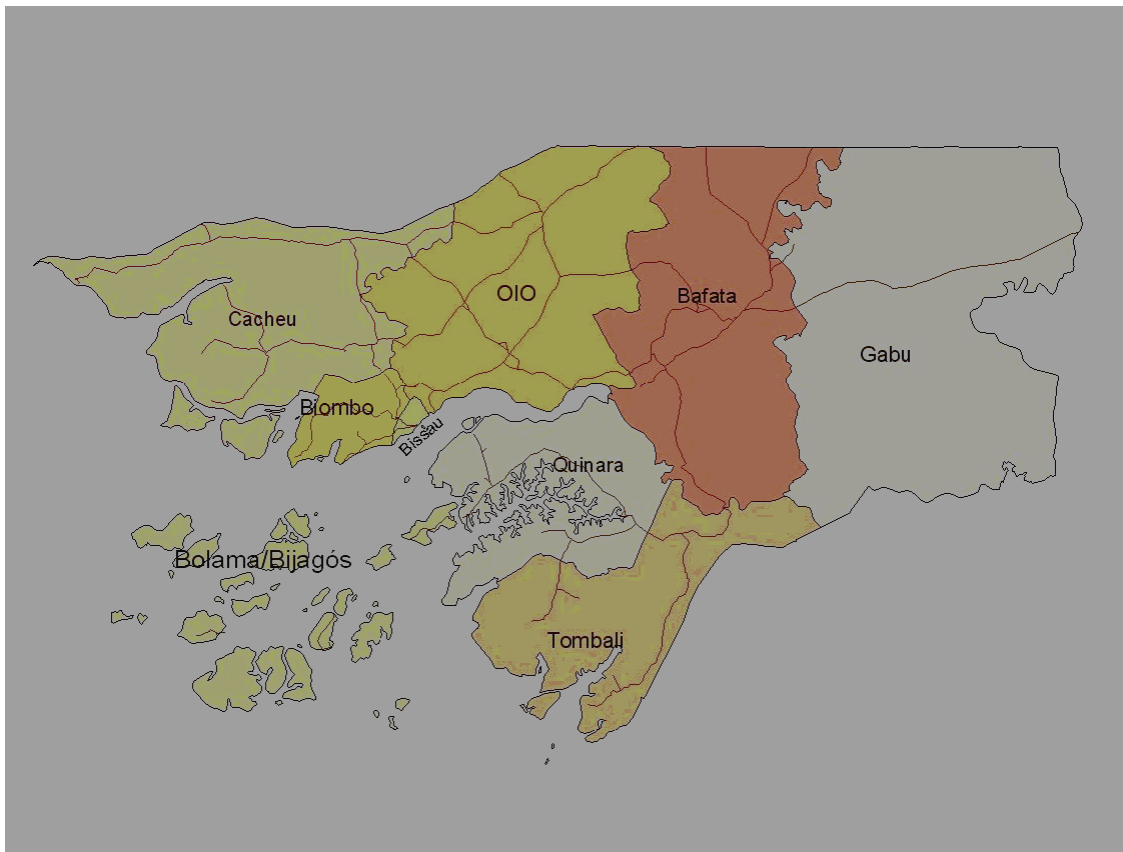 OIO
Bafata
Cacheu
Gabu
Biombo
Bissau
Quinara
Bolama/Bijagós
Tombali